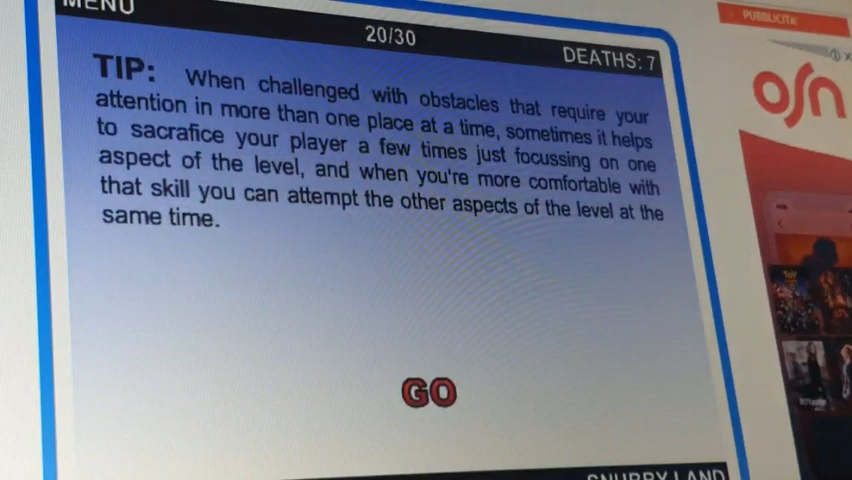 MENU
20/30
DEATHS: 7
PUBBLICITA'
TIP: When challenged with obstacles that require your
attention in more than one place at a time, sometimes it helps
to sacrafice your player a few times just focussing on one
aspect of the level, and when you're more comfortable with
that skill you can attempt the other aspects of the level at the
same time.
osn
GO
SNUBBY LAND